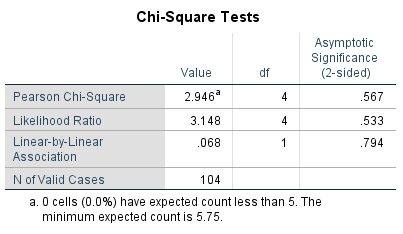 Chi-Square Tests
Asymptotic
Significance
Value df (2-sided)
Pearson Chi-Square 2.946a 4 .567
Likelihood Ratio 3.148 4 .533
Linear-by-Linear
Association .068 1 .794
N of Valid Cases 104
a. 0 cells (0.0%) have expected count less than 5. The
minimum expected count is 5.75.